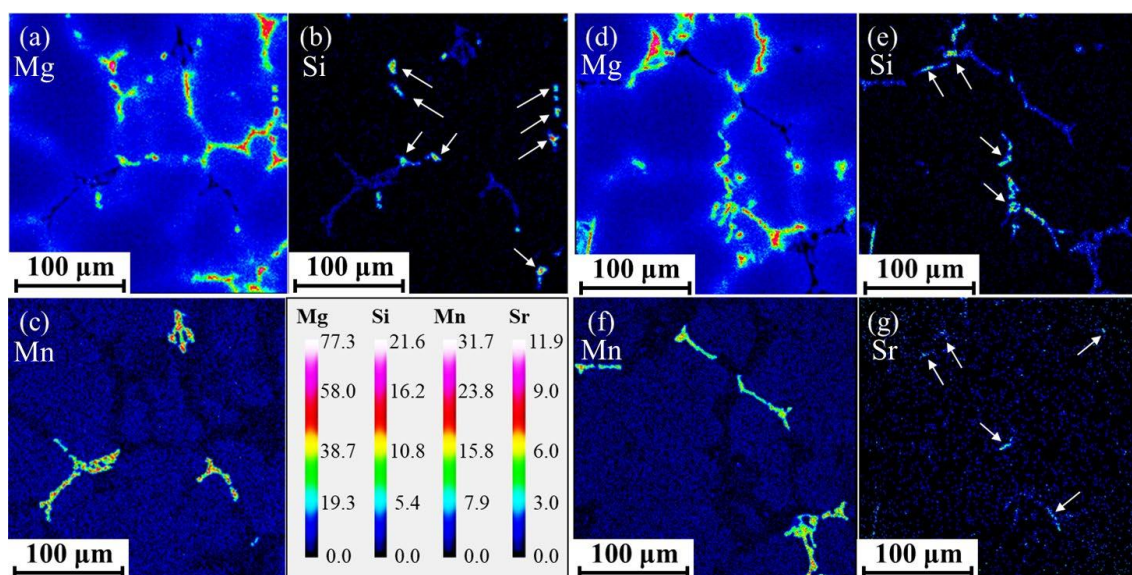 (a)
Mg
100 μm
(b)
Si
100 μm
(d)
Mg
100 μm
(e)
Si
100 μm
(c)
Mn
100 μm
Mg Si Mn Sr
77.3 21.6 31.7 11.9
58.0 16.2 23.8 9.0
38.7 10.8 15.8 6.0
19.3 5.4 7.9 3.0
0.0 0.0 0.0 0.0
(f)
Mn
100 μm
(g)
Sr
100 μm